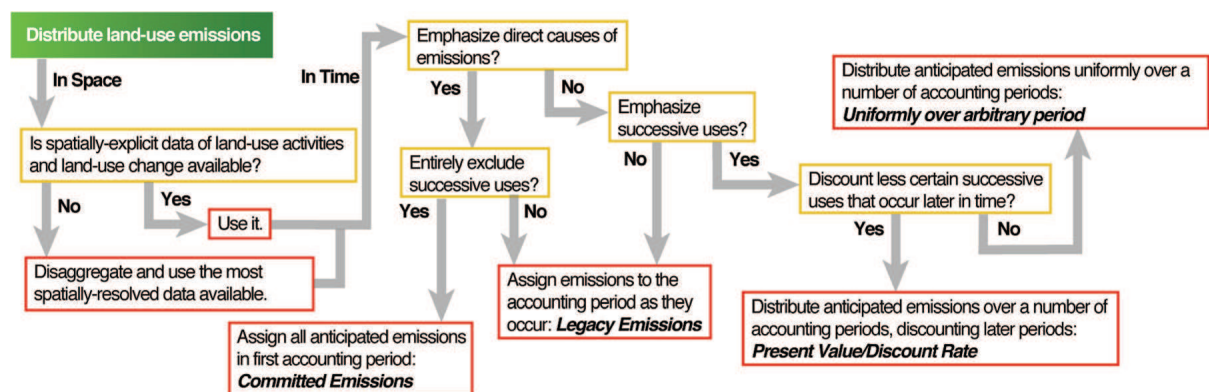 Distribute land-use emissions
In Space
Is spatially-explicit data of land-use activities
and land-use change available?
No
Yes
Use it.
Disaggregate and use the most
spatially-resolved data available.
In Time
Emphasize direct causes of
emissions?
Yes
No
Entirely exclude
successive uses?
Yes
No
Assign all anticipated emissions
in first accounting period:
Committed Emissions
Emphasize
successive uses?
No
Yes
Assign emissions to the
accounting period as they
occur: Legacy Emissions
Discount less certain successive
uses that occur later in time?
Yes
No
Distribute anticipated emissions over a number of
accounting periods, discounting later periods:
Present Value/Discount Rate
Distribute anticipated emissions uniformly over a
number of accounting periods:
Uniformly over arbitrary period